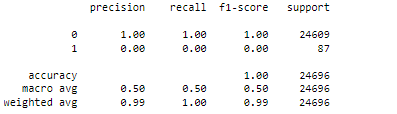 precision recall f1-score support
0 1.00 1.00 1.00 24609
1 0.00 0.00 0.00 87
accuracy 1.00 24696
macro avg 0.50 0.50 0.50 24696
weighted avg 0.99 1.00 0.99 24696